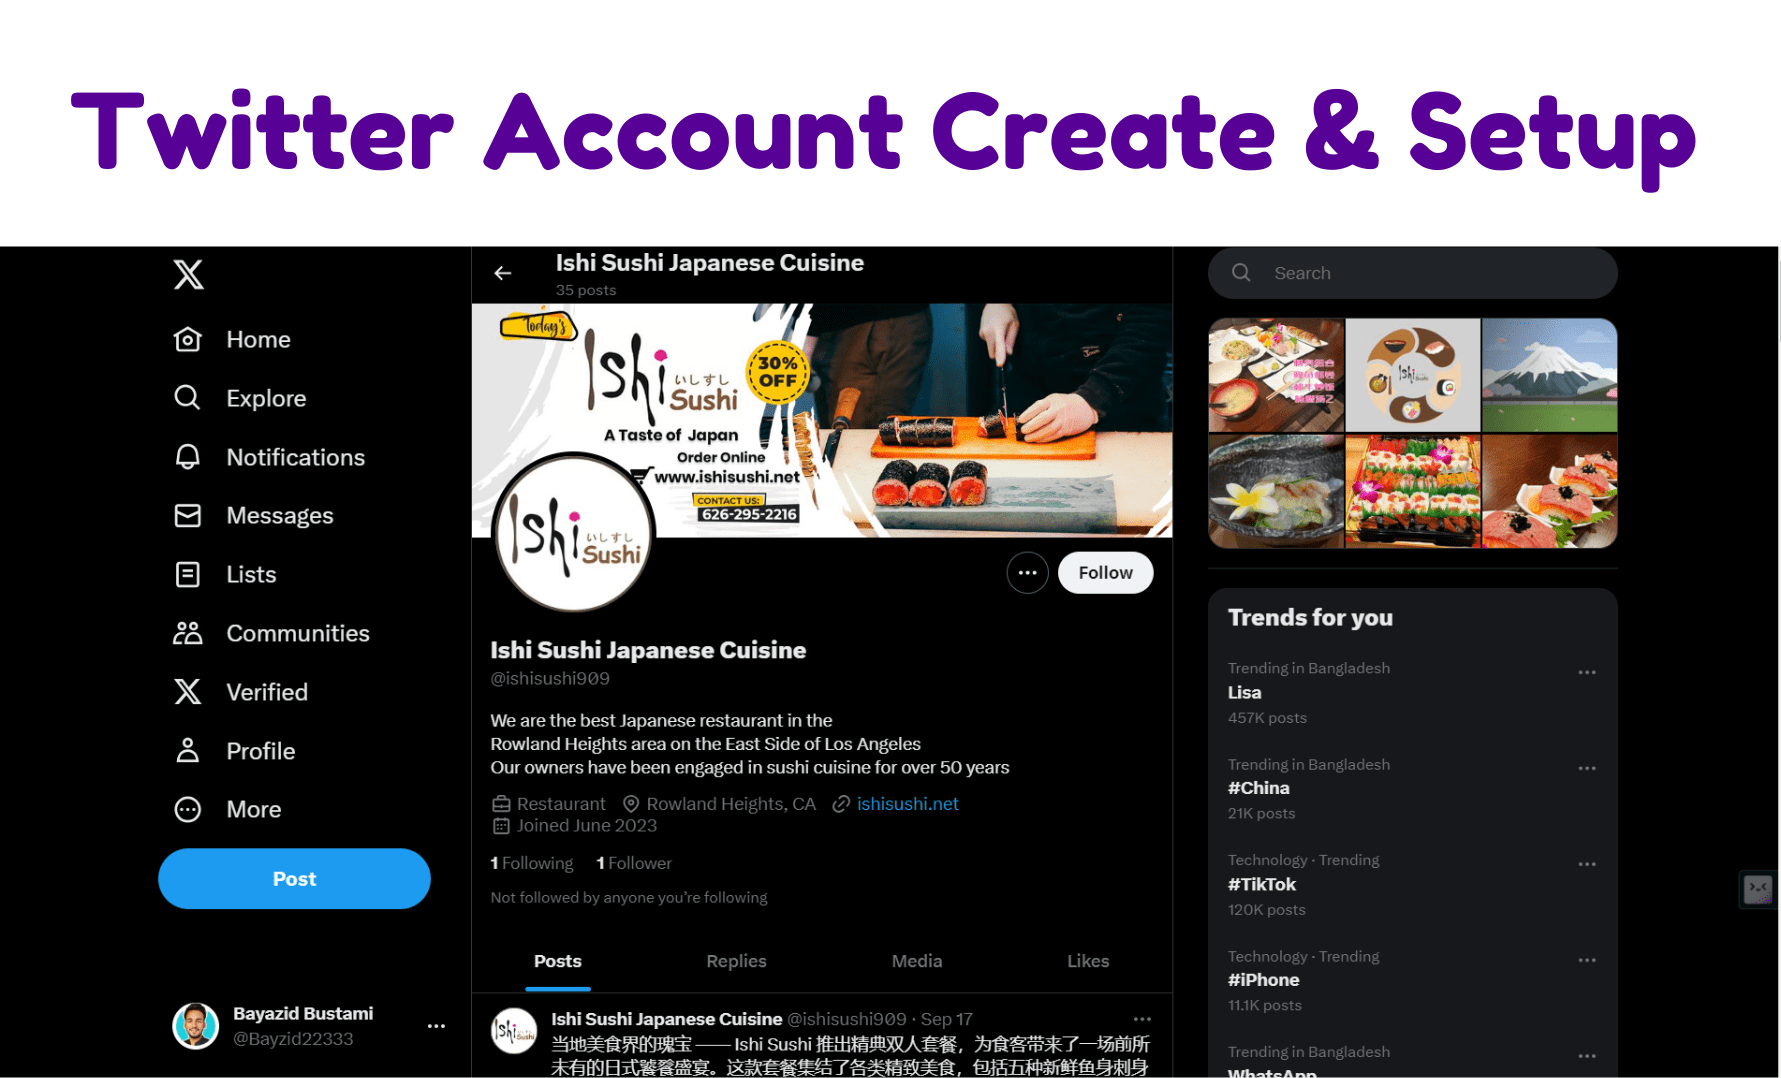 Twitter Account Create & Setup
Home
Explore
Notifications
Messages
Lists
Communities
Verified
Profile
More
Post
Bayazid Bustami
@Bayzid22333
Ishi Sushi Japanese Cuisine
35 posts
Today's
Ishi
いしすし
Sushi
30%
OFF
A Taste of Japan
Order Online
www.ishisushi.net
CONTACT US:
626-295-2216
Ishi
いしすし
Sushi
Follow
Ishi Sushi Japanese Cuisine
@ishisushi909
We are the best Japanese restaurant in the
Rowland Heights area on the East Side of Los Angeles
Our owners have been engaged in sushi cuisine for over 50 years
Restaurant Rowland Heights, CA ishisushi.net
Joined June 2023
1 Following 1 Follower
Not followed by anyone you're following
Posts Replies Media Likes
Ishi Sushi Japanese Cuisine @ishisushi909 · Sep 17
当地美食界的瑰宝 —— Ishi Sushi 推出精典双人套餐，为食客带来了一场前所
未有的日式饕餮盛宴。这款套餐集结了各类精致美食，包括五种新鲜鱼身刺身
Search
Trends for you
Trending in Bangladesh
Lisa
457K posts
Trending in Bangladesh
#China
21K posts
Technology · Trending
#TikTok
120K posts
Technology · Trending
#iPhone
11.1K posts
Trending in Bangladesh
WhatsApp